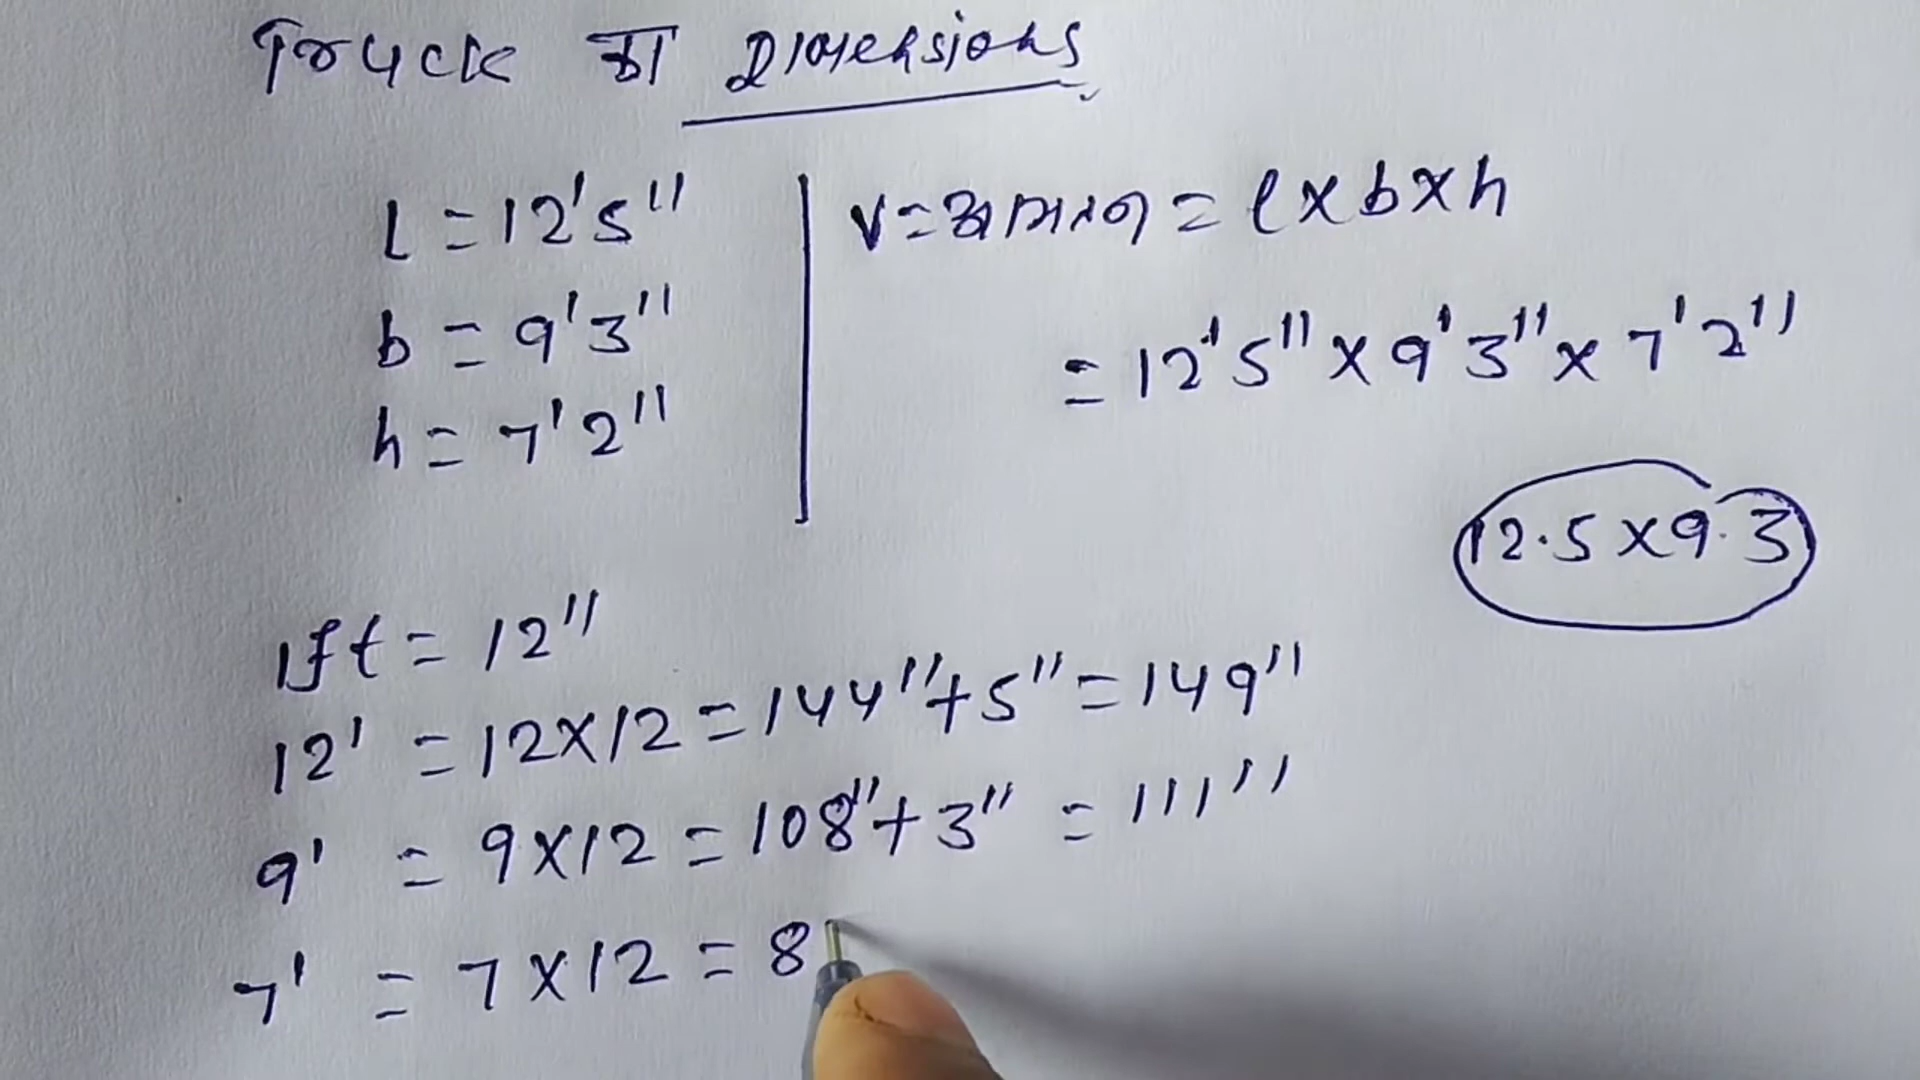 Truck का Dimensions
l = 12'5"
b = 9'3"
h = 7'2"
V = आयतन = l x b x h
= 12'5" x 9'3" x 7'2"
12.5 x 9.3
1ft = 12"
12' = 12x12 = 144" + 5" = 149"
9' = 9x12 = 108" + 3" = 111"
7' = 7x12 = 8